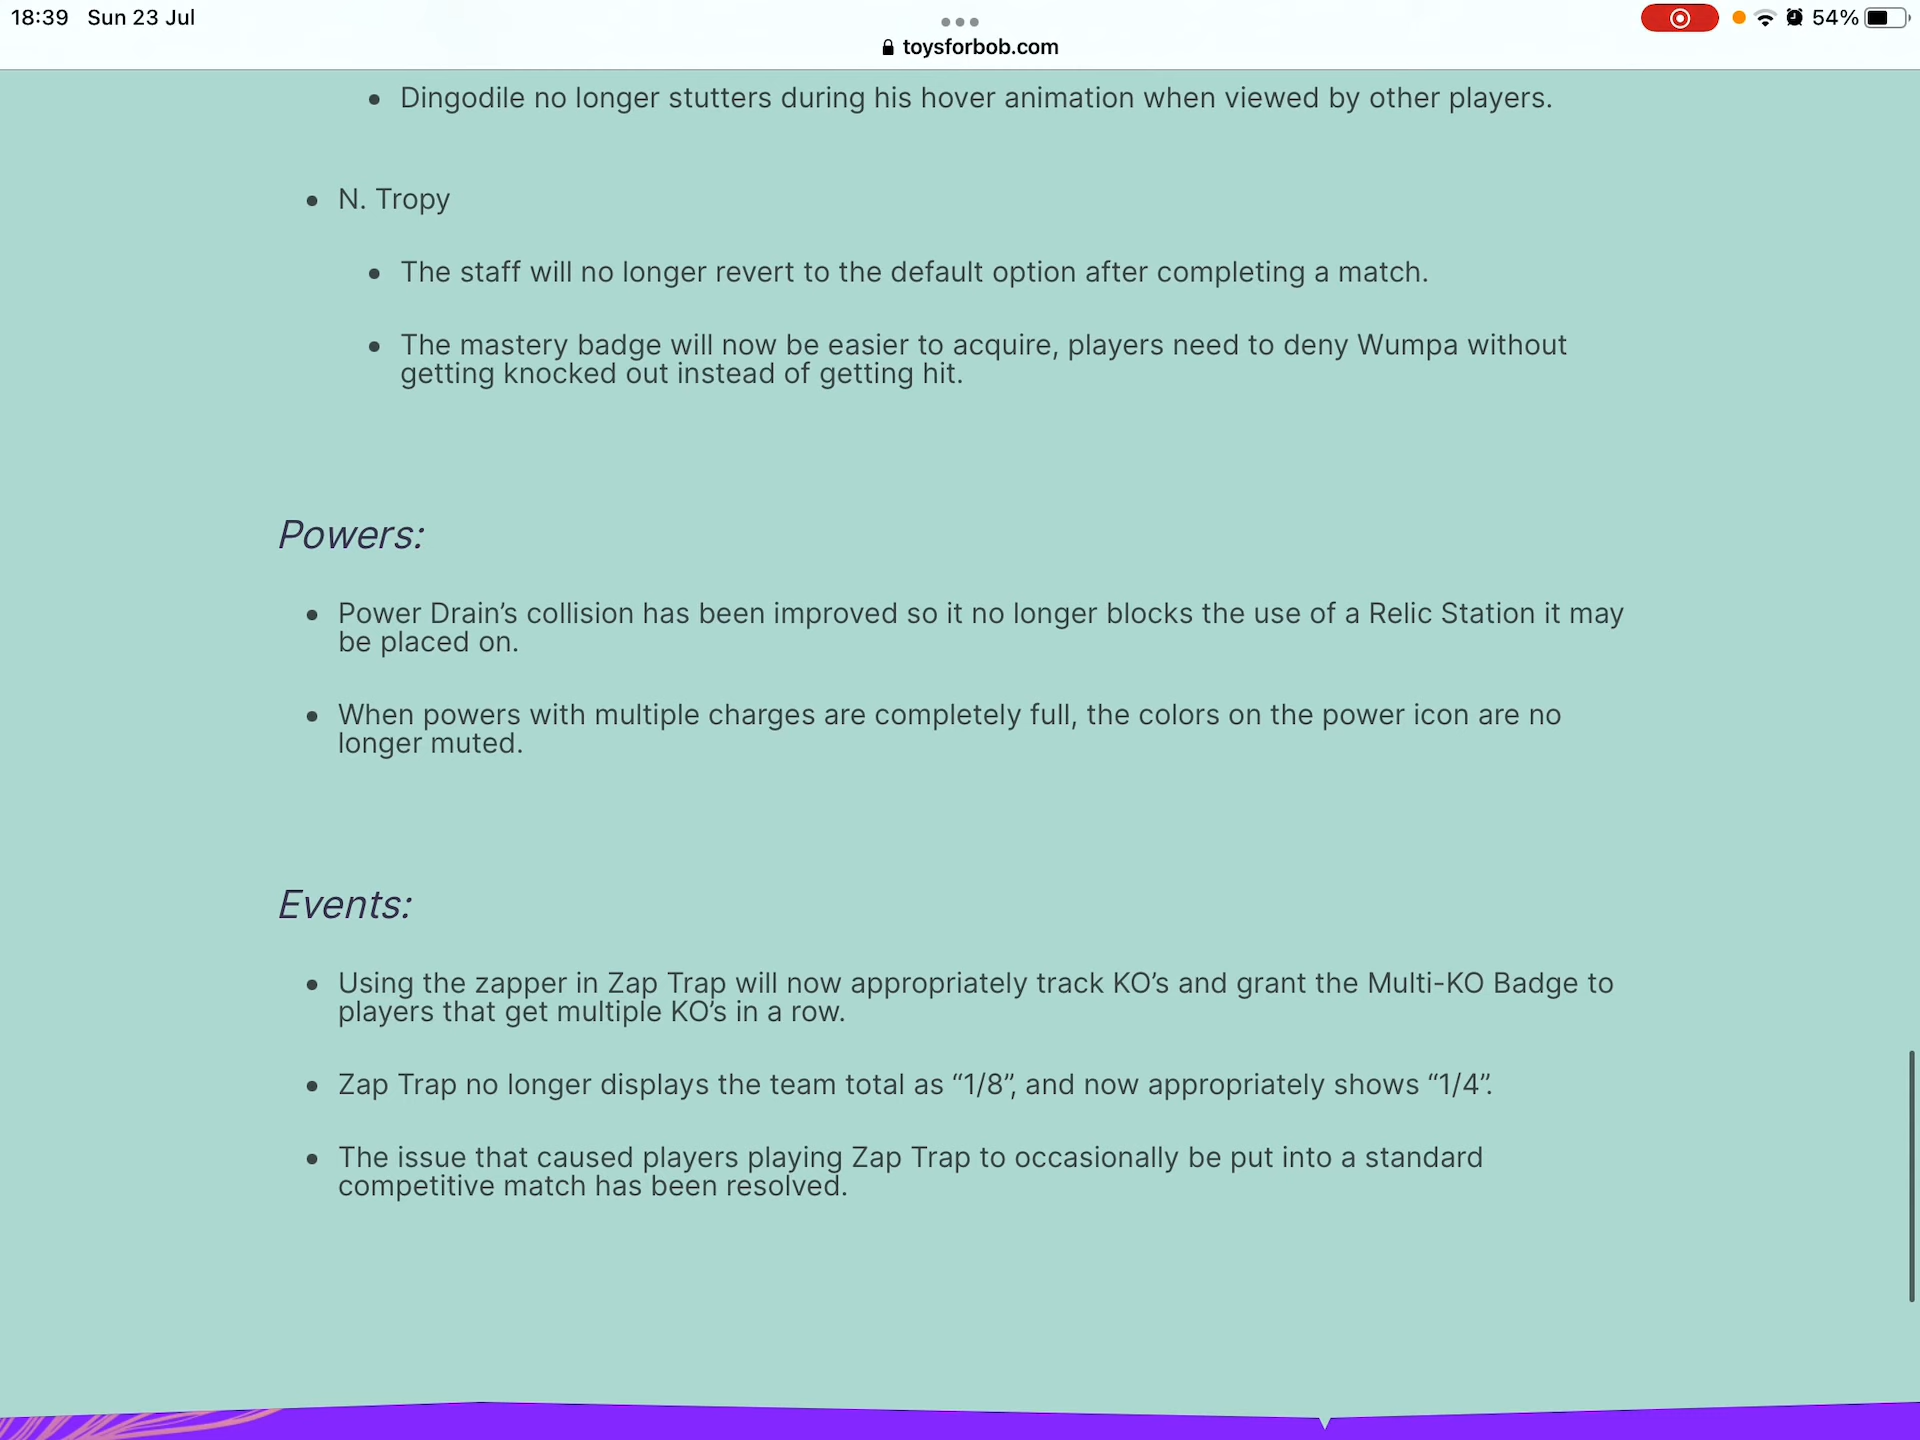 18:39 Sun 23 Jul
54%
toysforbob.com
• Dingodile no longer stutters during his hover animation when viewed by other players.
• N. Tropy
• The staff will no longer revert to the default option after completing a match.
• The mastery badge will now be easier to acquire, players need to deny Wumpa without
getting knocked out instead of getting hit.
Powers:
• Power Drain’s collision has been improved so it no longer blocks the use of a Relic Station it may
be placed on.
• When powers with multiple charges are completely full, the colors on the power icon are no
longer muted.
Events:
• Using the zapper in Zap Trap will now appropriately track KO’s and grant the Multi-KO Badge to
players that get multiple KO’s in a row.
• Zap Trap no longer displays the team total as “1/8”, and now appropriately shows “1/4”.
• The issue that caused players playing Zap Trap to occasionally be put into a standard
competitive match has been resolved.